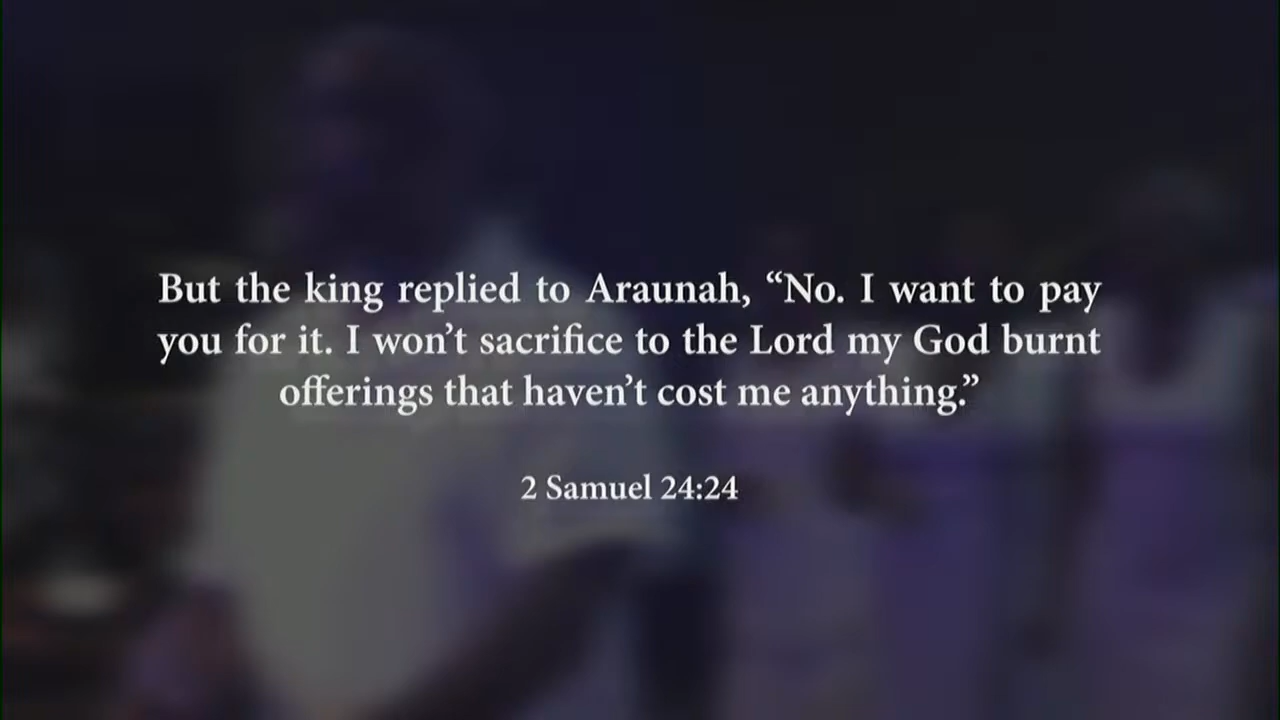 But the king replied to Araunah, “No. I want to pay
you for it. I won’t sacrifice to the Lord my God burnt
offerings that haven’t cost me anything.”
2 Samuel 24:24